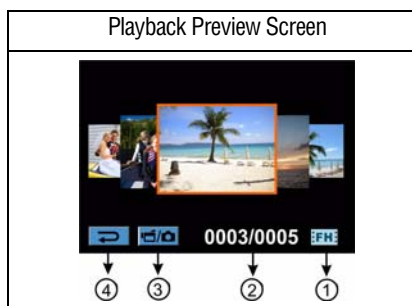 Playback Preview Screen
0003/0005 FH
④ ③ ② ①